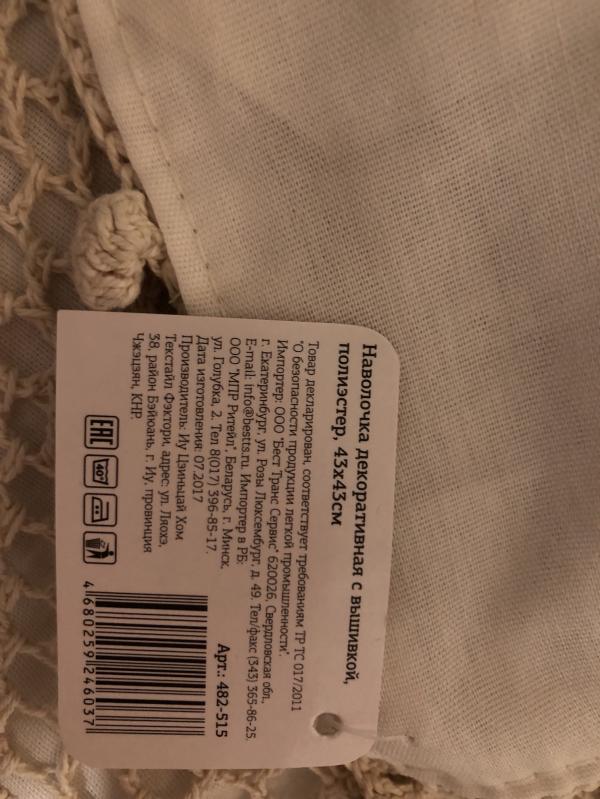 Наволочка декоративная с вышивкой,
полиэстер, 43х43см
Товар декларирован, соответствует требованиям ТР ТС 017/2011
"О безопасности продукции легкой промышленности".
Импортер: ООО "Бест Транс Сервис" 620026, Свердловская обл.,
г. Екатеринбург, ул. Розы Люксембург, д. 49. Тел/факс (343) 365-86-25.
E-mail: info@bestts.ru. Импортер в РБ:
ООО "МПР Ритейл", Беларусь, г. Минск,
ул. Голубка, 2, Тел 8(017) 396-85-17.
Дата изготовления: 07.2017
Производитель: Иу Цзиньцай Хом
Текстайл Фэктори, адрес: ул. Ляохэ,
38, район Бэйюань, г. Иу, провинция
Чжэцзян, КНР.
EAC
40°
Арт.: 482-515
4 680259 246037